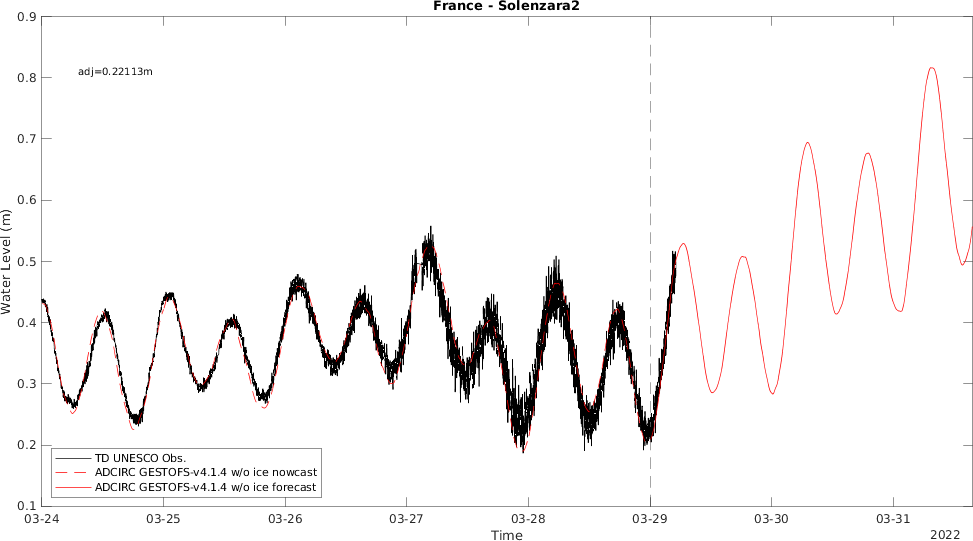 France - Solenzara2
0.9
0.8
0.7
0.6
0.5
0.4
0.3
0.2
0.1
Water Level (m)
adj=0.22113m
TD UNESCO Obs.
ADCIRC GESTOFS-v4.1.4 w/o ice nowcast
ADCIRC GESTOFS-v4.1.4 w/o ice forecast
03-24 03-25 03-26 03-27 03-28 03-29 03-30 03-31
Time
2022